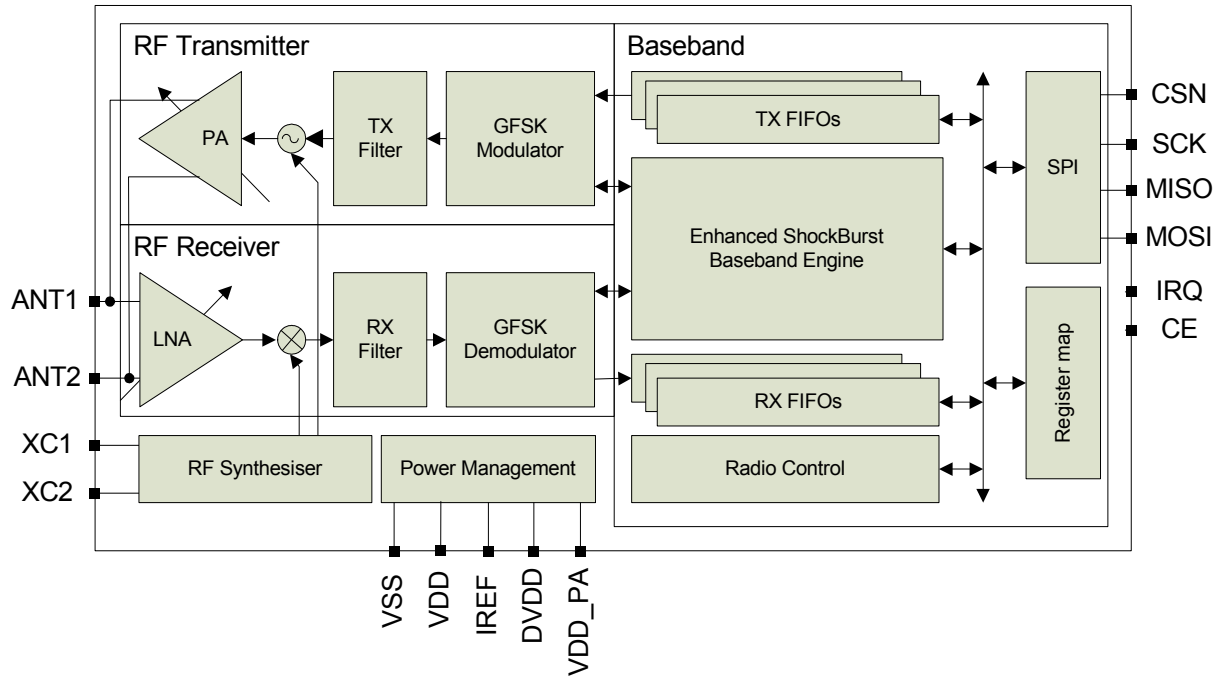 RF Transmitter
Baseband
PA
TX
Filter
GFSK
Modulator
TX FIFOs
SPI
CSN
SCK
MISO
MOSI
Enhanced ShockBurst
Baseband Engine
RF Receiver
ANT1
ANT2
LNA
RX
Filter
GFSK
Demodulator
RX FIFOs
Register map
IRQ
CE
XC1
XC2
RF Synthesiser
Power Management
Radio Control
VSS
VDD
IREF
DVDD
VDD_PA